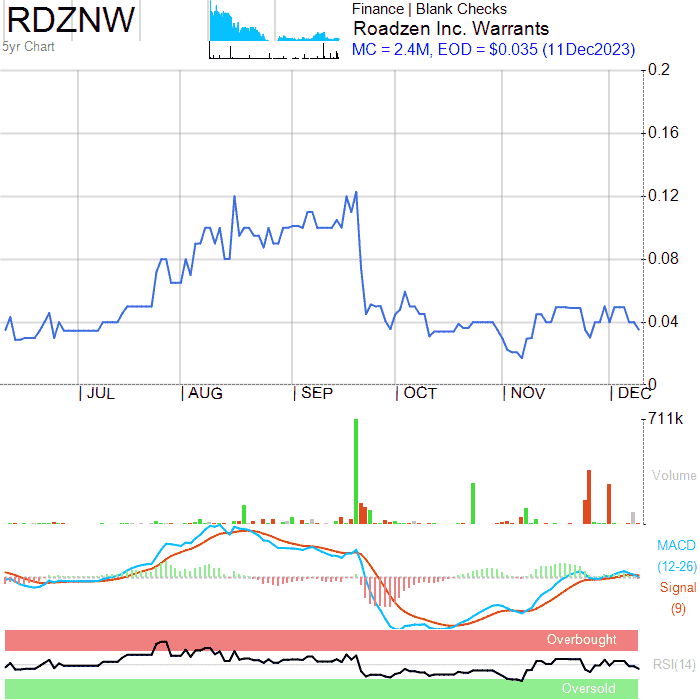 RDZNW
5yr Chart
Finance | Blank Checks
Roadzen Inc. Warrants
MC = 2.4M, EOD = $0.035 (11Dec2023)
0.2
0.16
0.12
0.08
0.04
0
| JUL | AUG | SEP | OCT | NOV | DEC
711k
Volume
MACD
(12-26)
Signal
(9)
Overbought
RSI(14)
Oversold